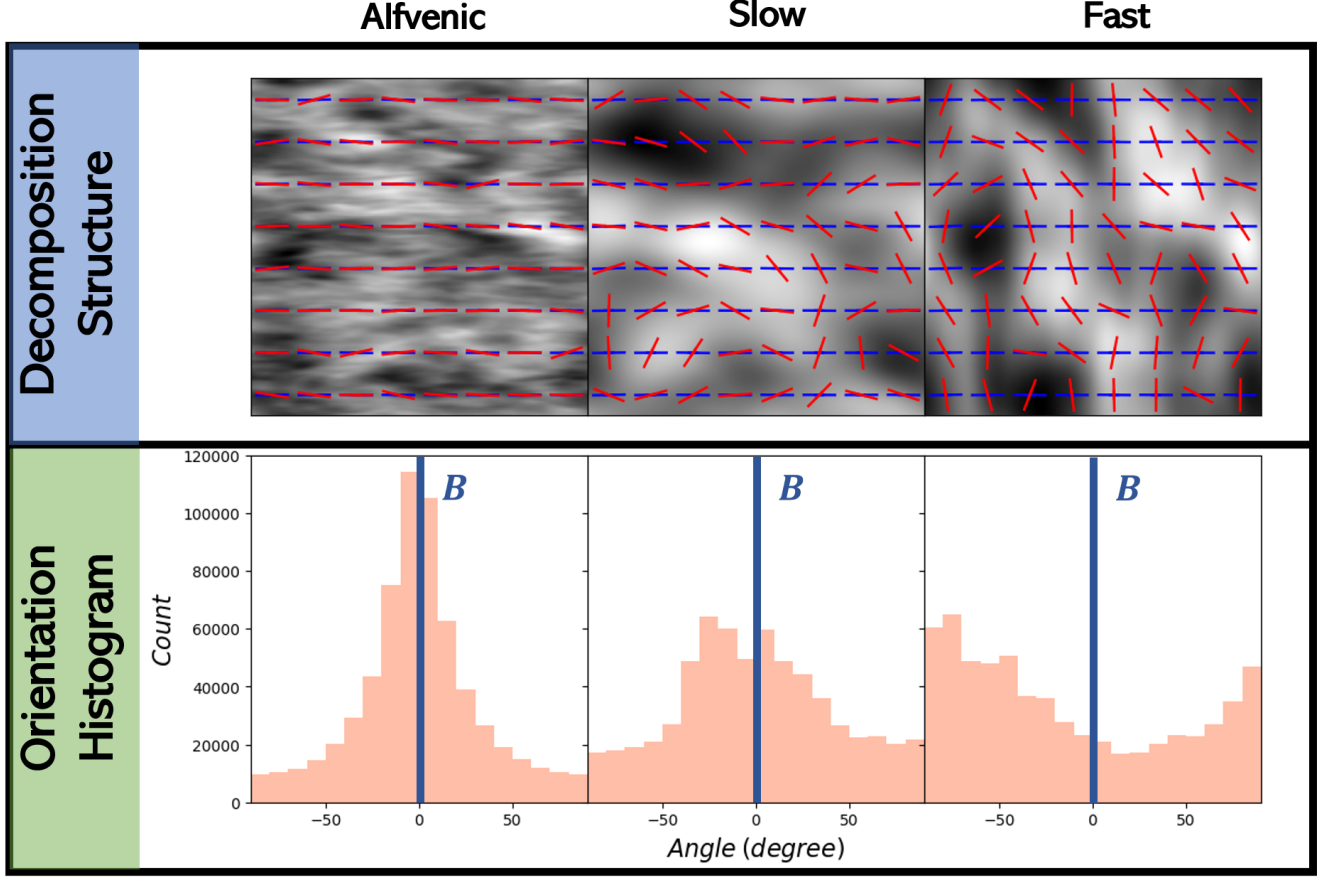 Alfvenic Slow Fast
Decomposition
Structure
120000
100000
80000
60000
40000
20000
0
Count
B B B
Orientation
Histogram
−50 0 50 −50 0 50 −50 0 50
Angle (degree)